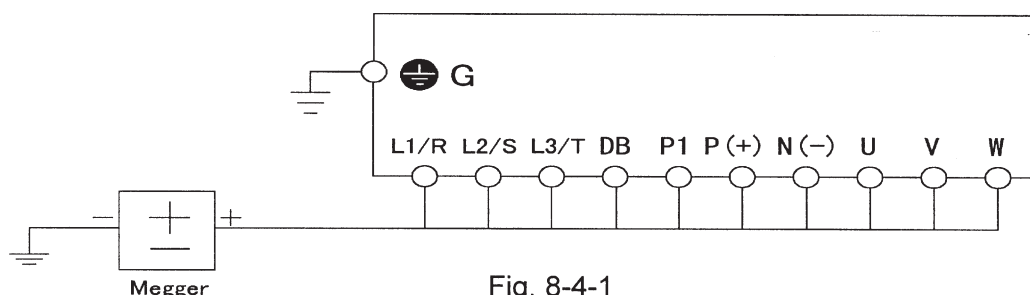 G
L1/R L2/S L3/T DB P1 P(+) N(−) U V W
− + − +
Megger
Fig. 8-4-1